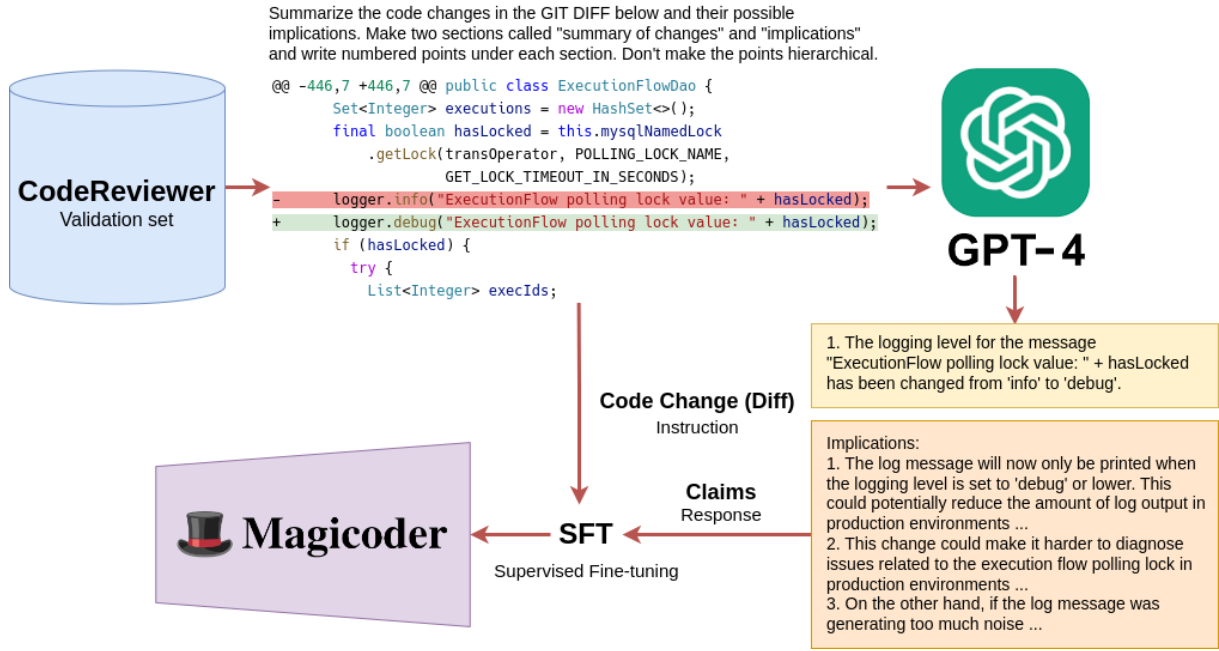 Summarize the code changes in the GIT DIFF below and their possible
implications. Make two sections called "summary of changes" and "implications"
and write numbered points under each section. Don't make the points hierarchical.
@@ -446,7 +446,7 @@ public class ExecutionFlowDao {
Set<Integer> executions = new HashSet<>();
final boolean hasLocked = this.mysqlNamedLock
.getLock(transOperator, POLLING_LOCK_NAME,
GET_LOCK_TIMEOUT_IN_SECONDS);
- logger.info("ExecutionFlow polling lock value: " + hasLocked);
+ logger.debug("ExecutionFlow polling lock value: " + hasLocked);
if (hasLocked) {
try {
List<Integer> execIds;
CodeReviewer
Validation set
GPT-4
1. The logging level for the message
"ExecutionFlow polling lock value: " + hasLocked
has been changed from 'info' to 'debug'.
Code Change (Diff)
Instruction
Implications:
1. The log message will now only be printed when
the logging level is set to 'debug' or lower. This
could potentially reduce the amount of log output in
production environments ...
2. This change could make it harder to diagnose
issues related to the execution flow polling lock in
production environments ...
3. On the other hand, if the log message was
generating too much noise ...
Claims
Response
SFT
Supervised Fine-tuning
Magicoder